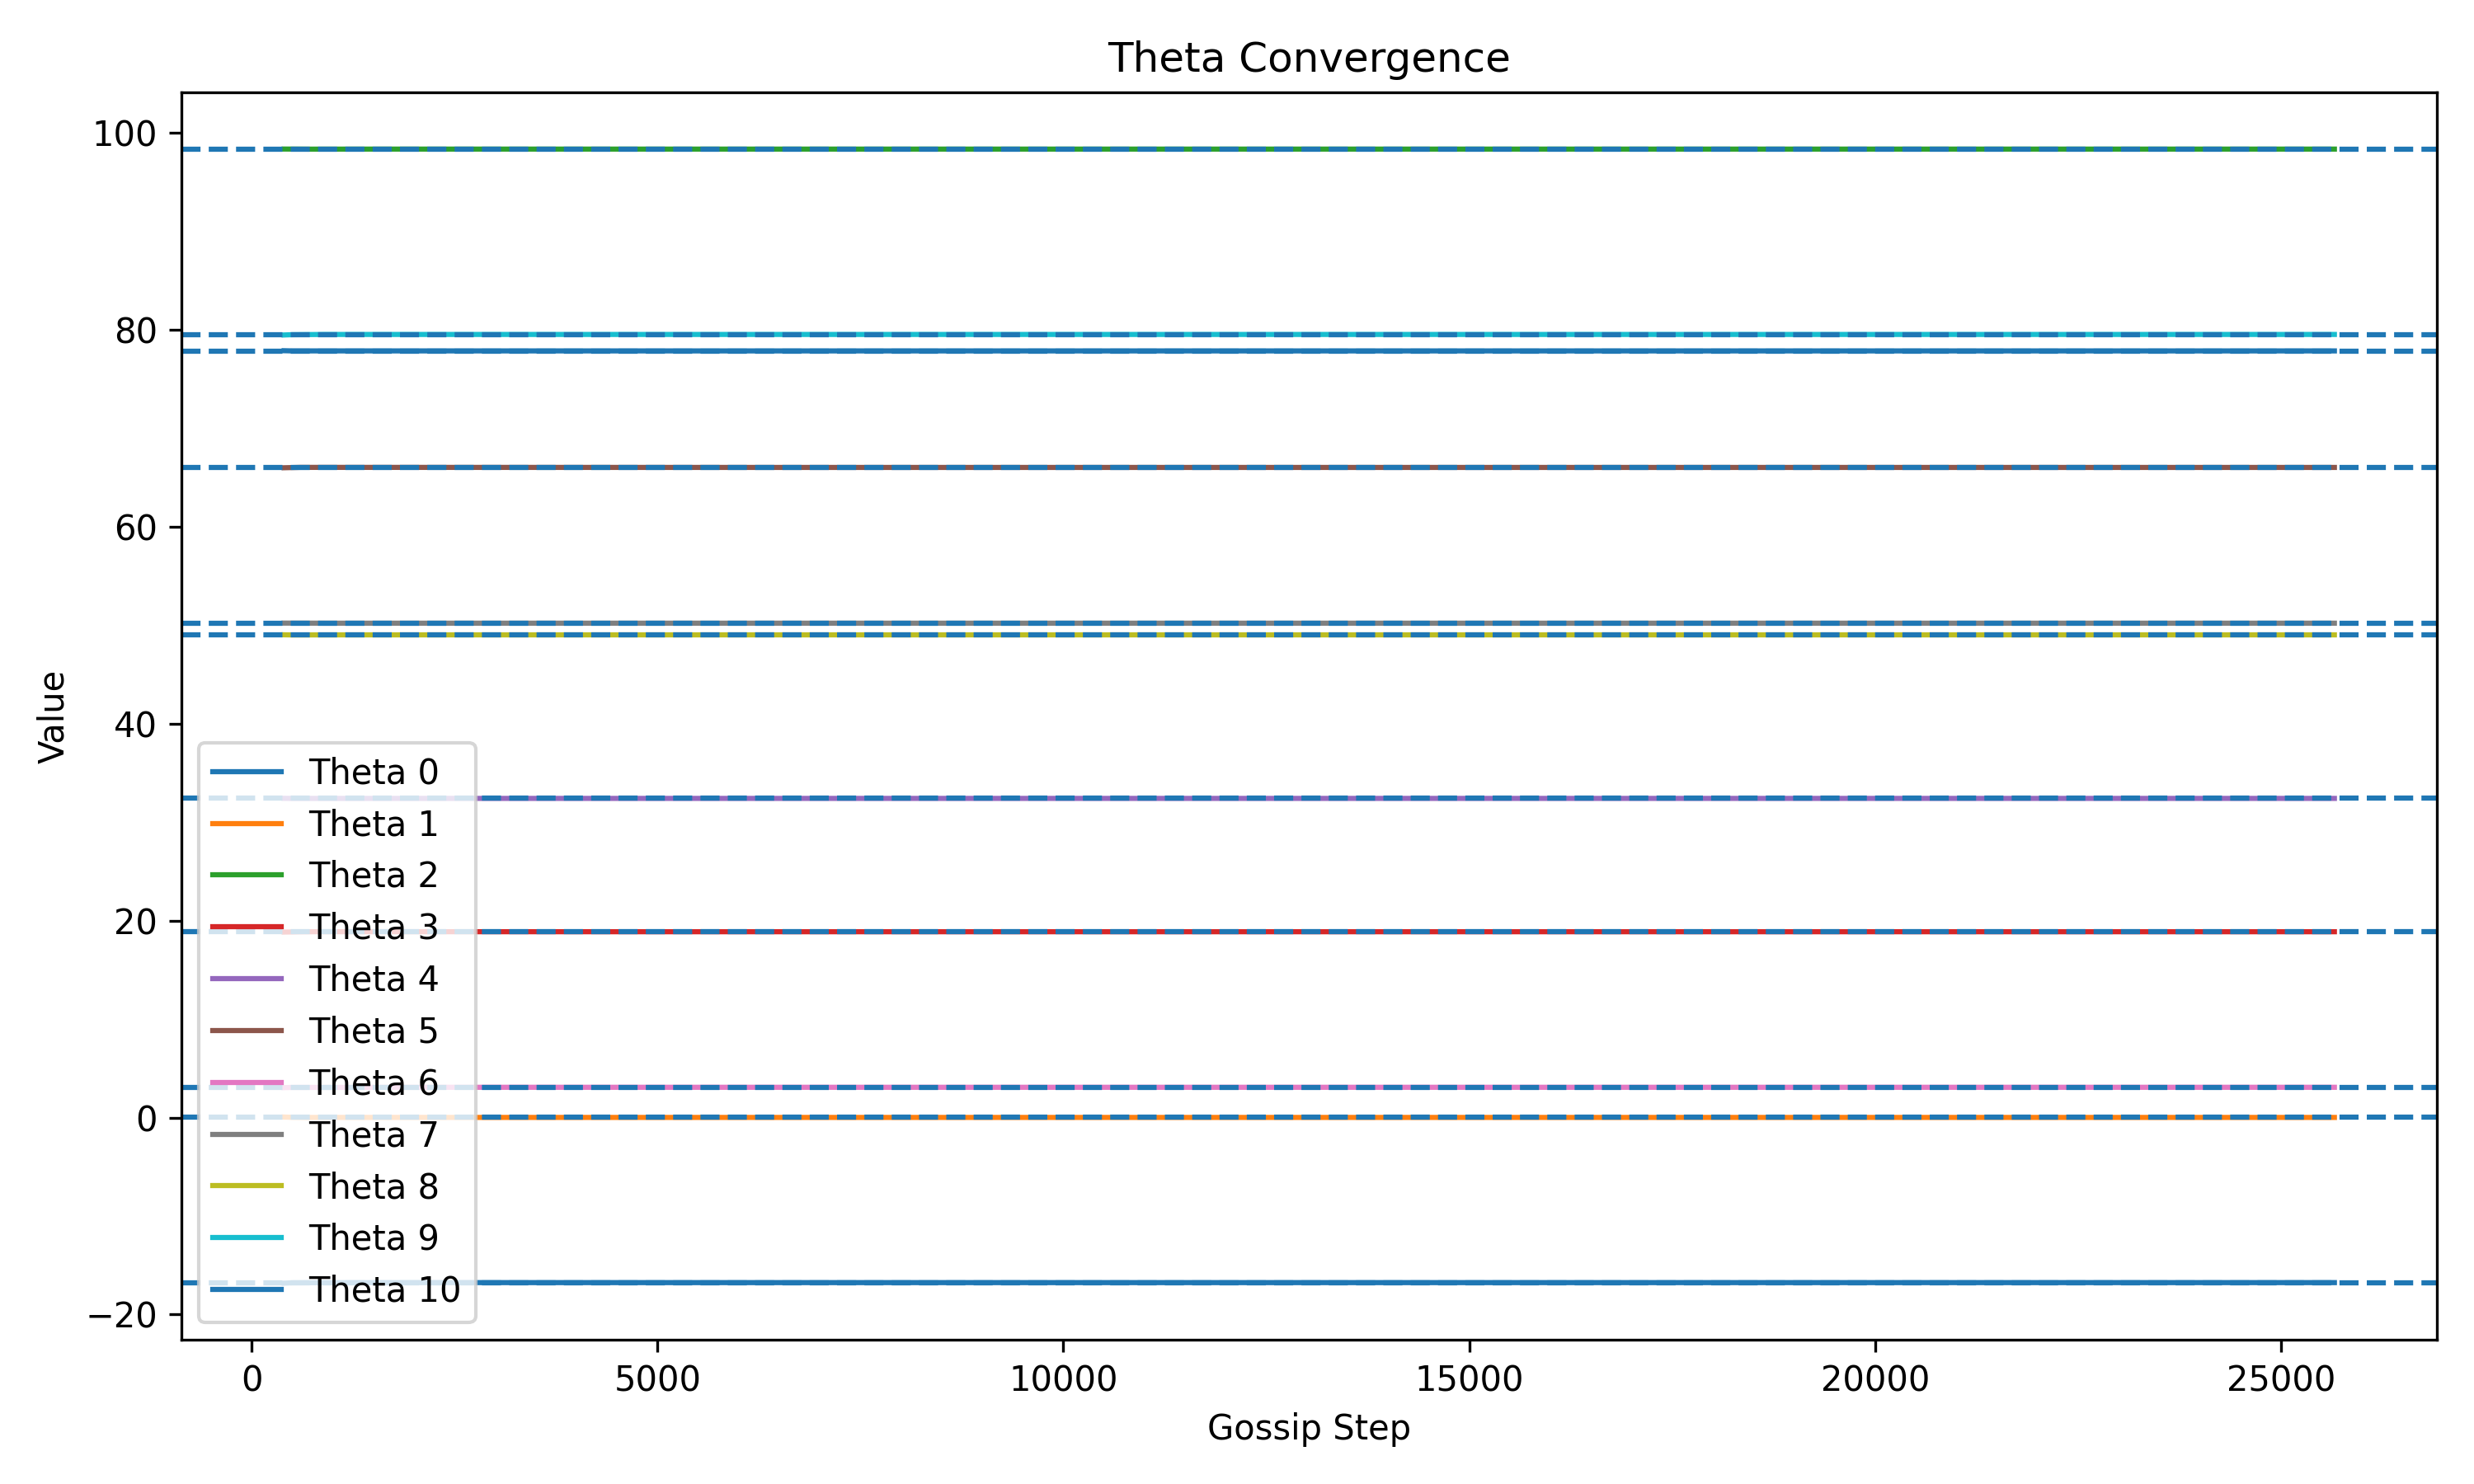 Theta Convergence
100
80
60
40
20
0
−20
Value
Theta 0
Theta 1
Theta 2
Theta 3
Theta 4
Theta 5
Theta 6
Theta 7
Theta 8
Theta 9
Theta 10
0 5000 10000 15000 20000 25000
Gossip Step